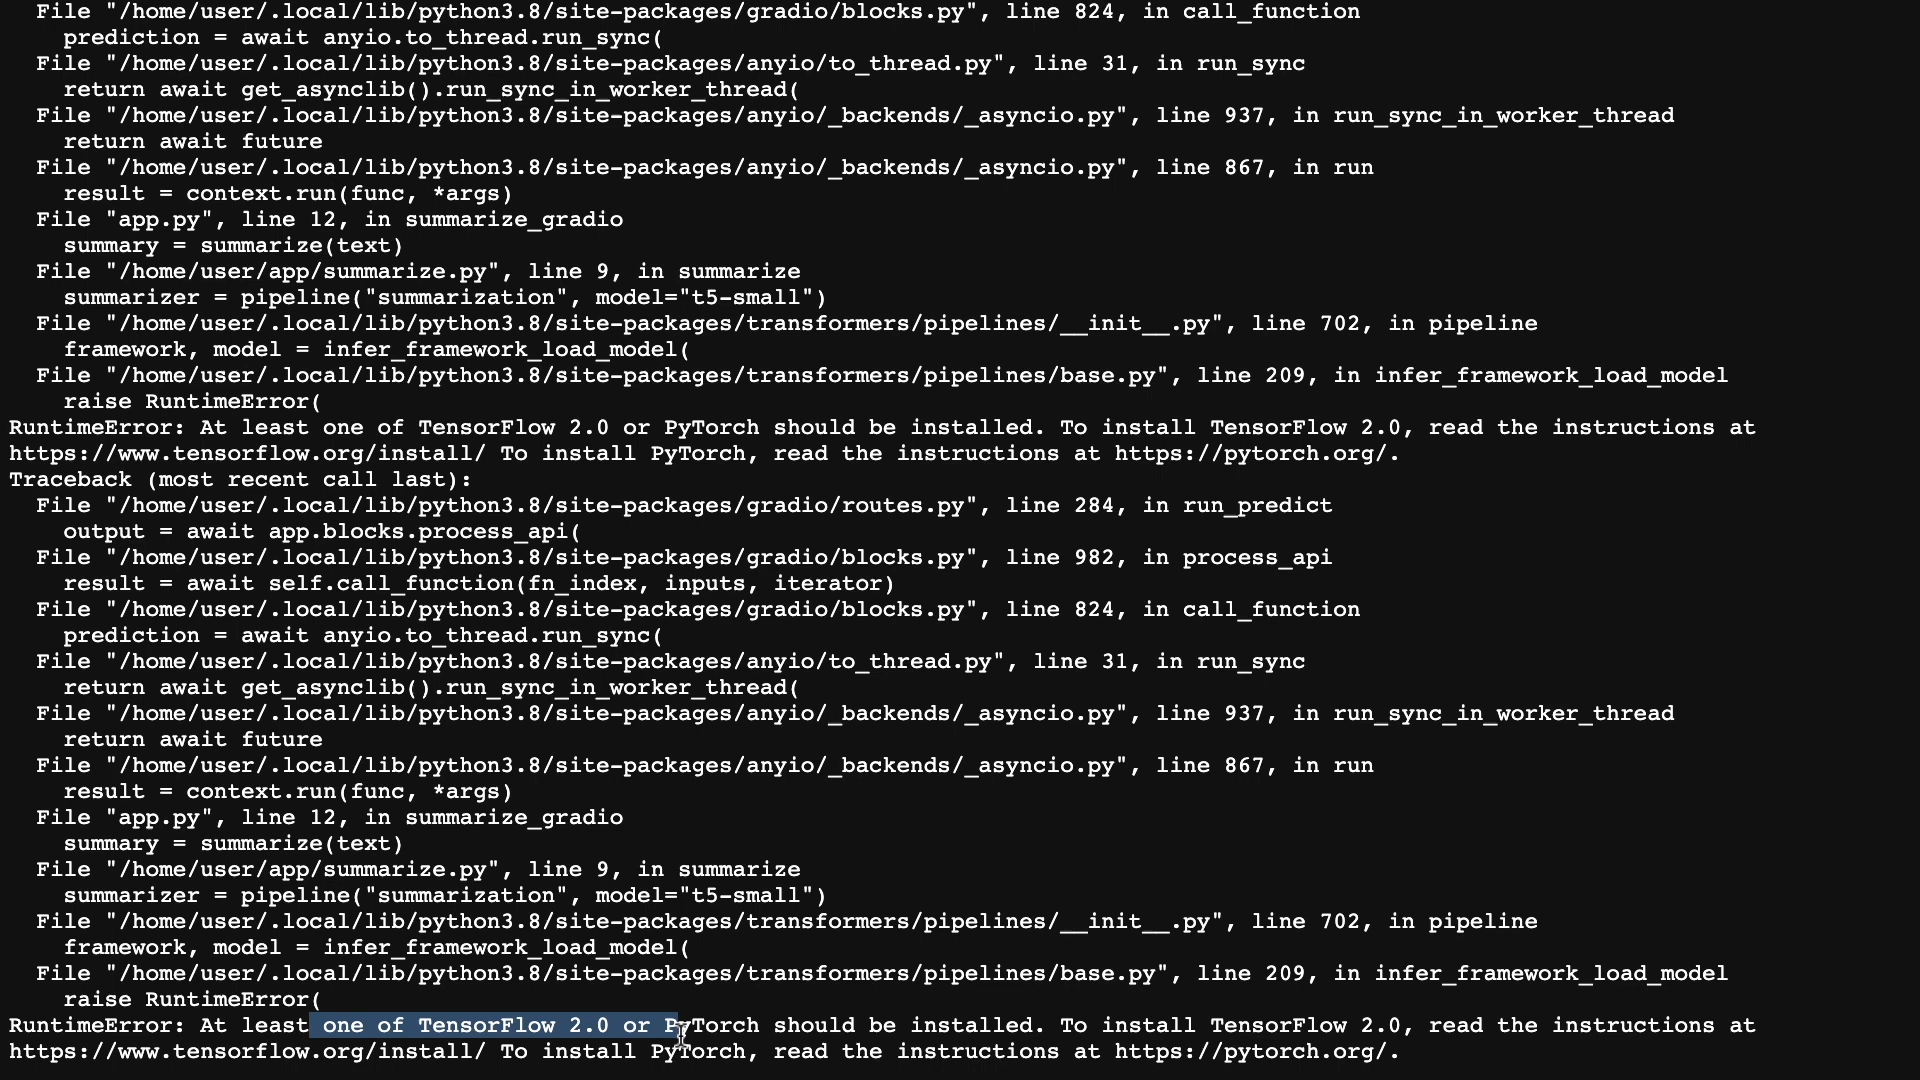 File "/home/user/.local/lib/python3.8/site-packages/gradio/blocks.py", line 824, in call_function
prediction = await anyio.to_thread.run_sync(
File "/home/user/.local/lib/python3.8/site-packages/anyio/to_thread.py", line 31, in run_sync
return await get_asynclib().run_sync_in_worker_thread(
File "/home/user/.local/lib/python3.8/site-packages/anyio/_backends/_asyncio.py", line 937, in run_sync_in_worker_thread
return await future
File "/home/user/.local/lib/python3.8/site-packages/anyio/_backends/_asyncio.py", line 867, in run
result = context.run(func, *args)
File "app.py", line 12, in summarize_gradio
summary = summarize(text)
File "/home/user/app/summarize.py", line 9, in summarize
summarizer = pipeline("summarization", model="t5-small")
File "/home/user/.local/lib/python3.8/site-packages/transformers/pipelines/__init__.py", line 702, in pipeline
framework, model = infer_framework_load_model(
File "/home/user/.local/lib/python3.8/site-packages/transformers/pipelines/base.py", line 209, in infer_framework_load_model
raise RuntimeError(
RuntimeError: At least one of TensorFlow 2.0 or PyTorch should be installed. To install TensorFlow 2.0, read the instructions at
https://www.tensorflow.org/install/ To install PyTorch, read the instructions at https://pytorch.org/.
Traceback (most recent call last):
File "/home/user/.local/lib/python3.8/site-packages/gradio/routes.py", line 284, in run_predict
output = await app.blocks.process_api(
File "/home/user/.local/lib/python3.8/site-packages/gradio/blocks.py", line 982, in process_api
result = await self.call_function(fn_index, inputs, iterator)
File "/home/user/.local/lib/python3.8/site-packages/gradio/blocks.py", line 824, in call_function
prediction = await anyio.to_thread.run_sync(
File "/home/user/.local/lib/python3.8/site-packages/anyio/to_thread.py", line 31, in run_sync
return await get_asynclib().run_sync_in_worker_thread(
File "/home/user/.local/lib/python3.8/site-packages/anyio/_backends/_asyncio.py", line 937, in run_sync_in_worker_thread
return await future
File "/home/user/.local/lib/python3.8/site-packages/anyio/_backends/_asyncio.py", line 867, in run
result = context.run(func, *args)
File "app.py", line 12, in summarize_gradio
summary = summarize(text)
File "/home/user/app/summarize.py", line 9, in summarize
summarizer = pipeline("summarization", model="t5-small")
File "/home/user/.local/lib/python3.8/site-packages/transformers/pipelines/__init__.py", line 702, in pipeline
framework, model = infer_framework_load_model(
File "/home/user/.local/lib/python3.8/site-packages/transformers/pipelines/base.py", line 209, in infer_framework_load_model
raise RuntimeError(
RuntimeError: At least one of TensorFlow 2.0 or PyTorch should be installed. To install TensorFlow 2.0, read the instructions at
https://www.tensorflow.org/install/ To install PyTorch, read the instructions at https://pytorch.org/.